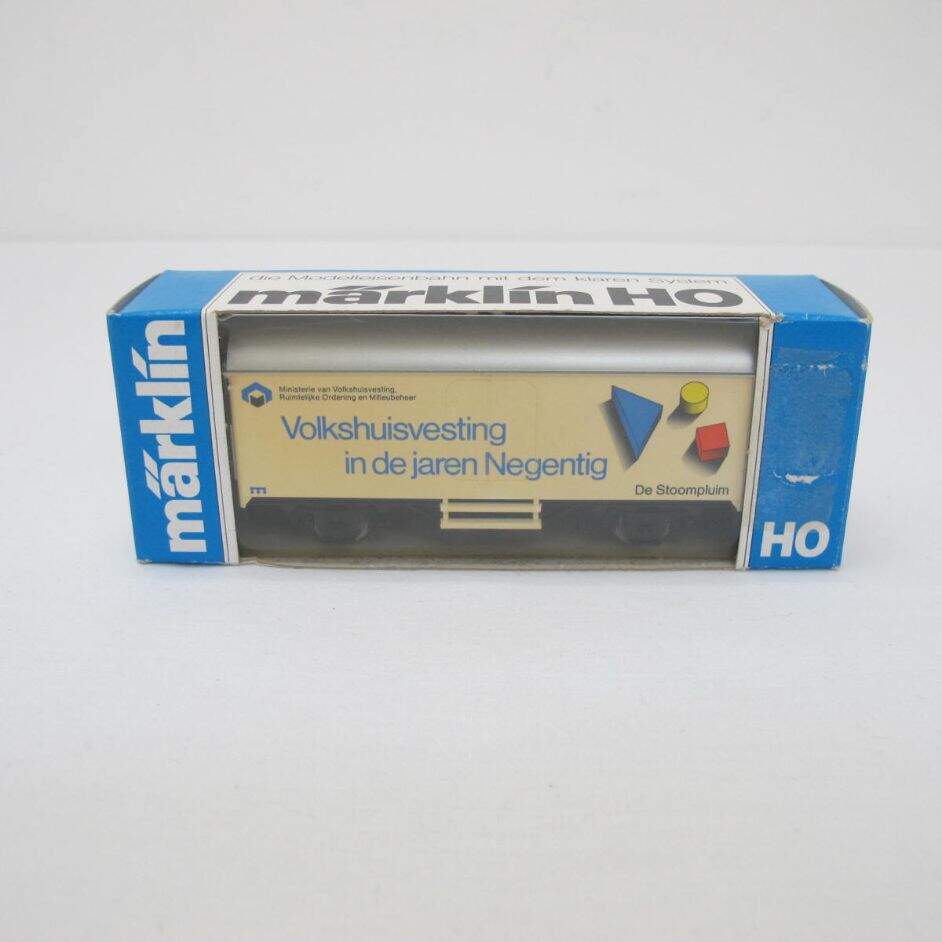 die Modelleisenbahn mit dem klaren System
märklin HO
märklin
Ministerie van Volkshuisvesting,
Ruimtelijke Ordening en Milieubeheer
Volkshuisvesting
in de jaren Negentig
E
De Stoompluim
HO